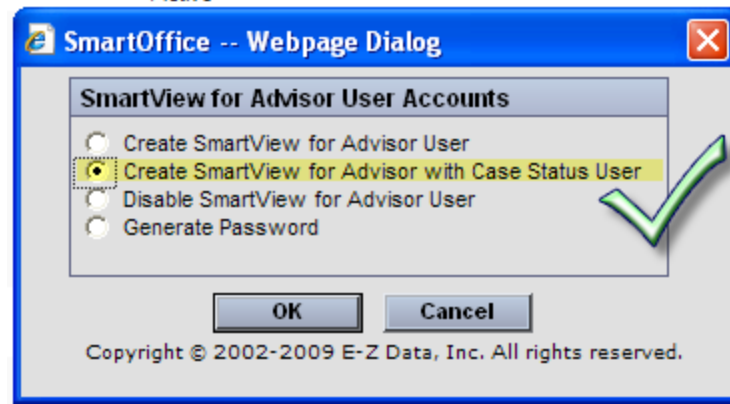 SmartOffice -- Webpage Dialog
SmartView for Advisor User Accounts
Create SmartView for Advisor User
Create SmartView for Advisor with Case Status User
Disable SmartView for Advisor User
Generate Password
OK
Cancel
Copyright © 2002-2009 E-Z Data, Inc. All rights reserved.